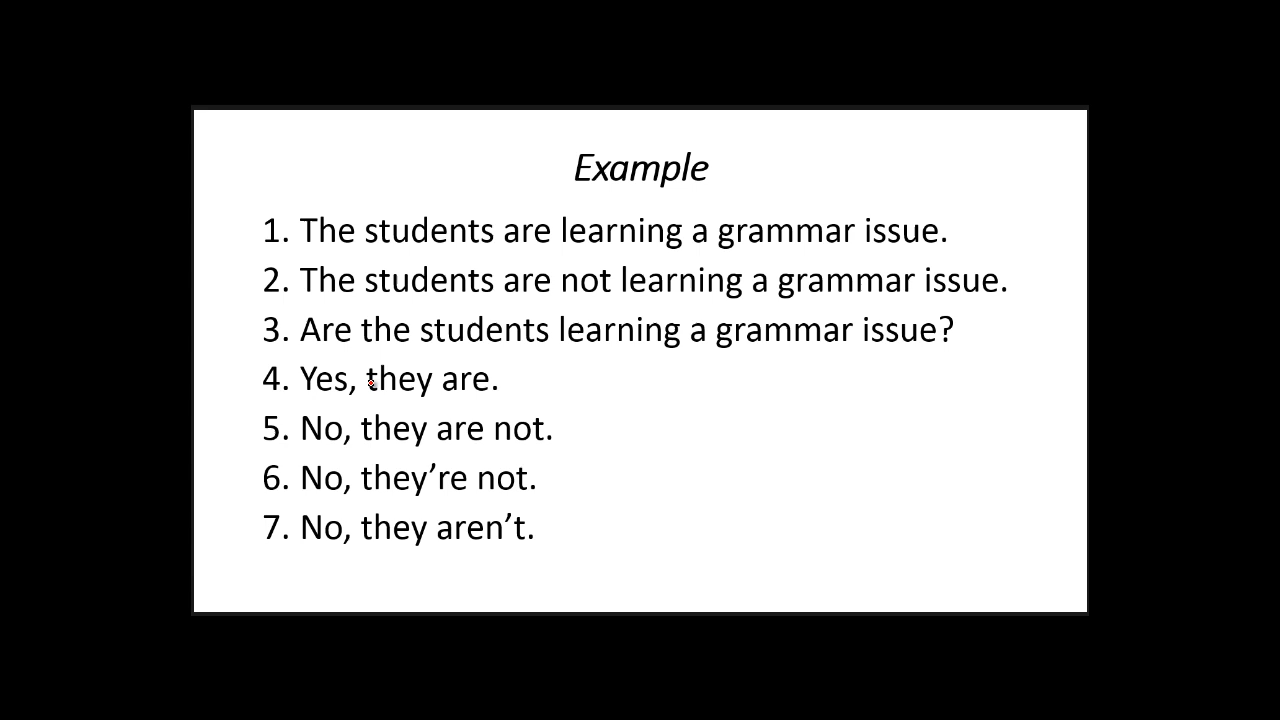 Example
1. The students are learning a grammar issue.
2. The students are not learning a grammar issue.
3. Are the students learning a grammar issue?
4. Yes, they are.
5. No, they are not.
6. No, they’re not.
7. No, they aren’t.